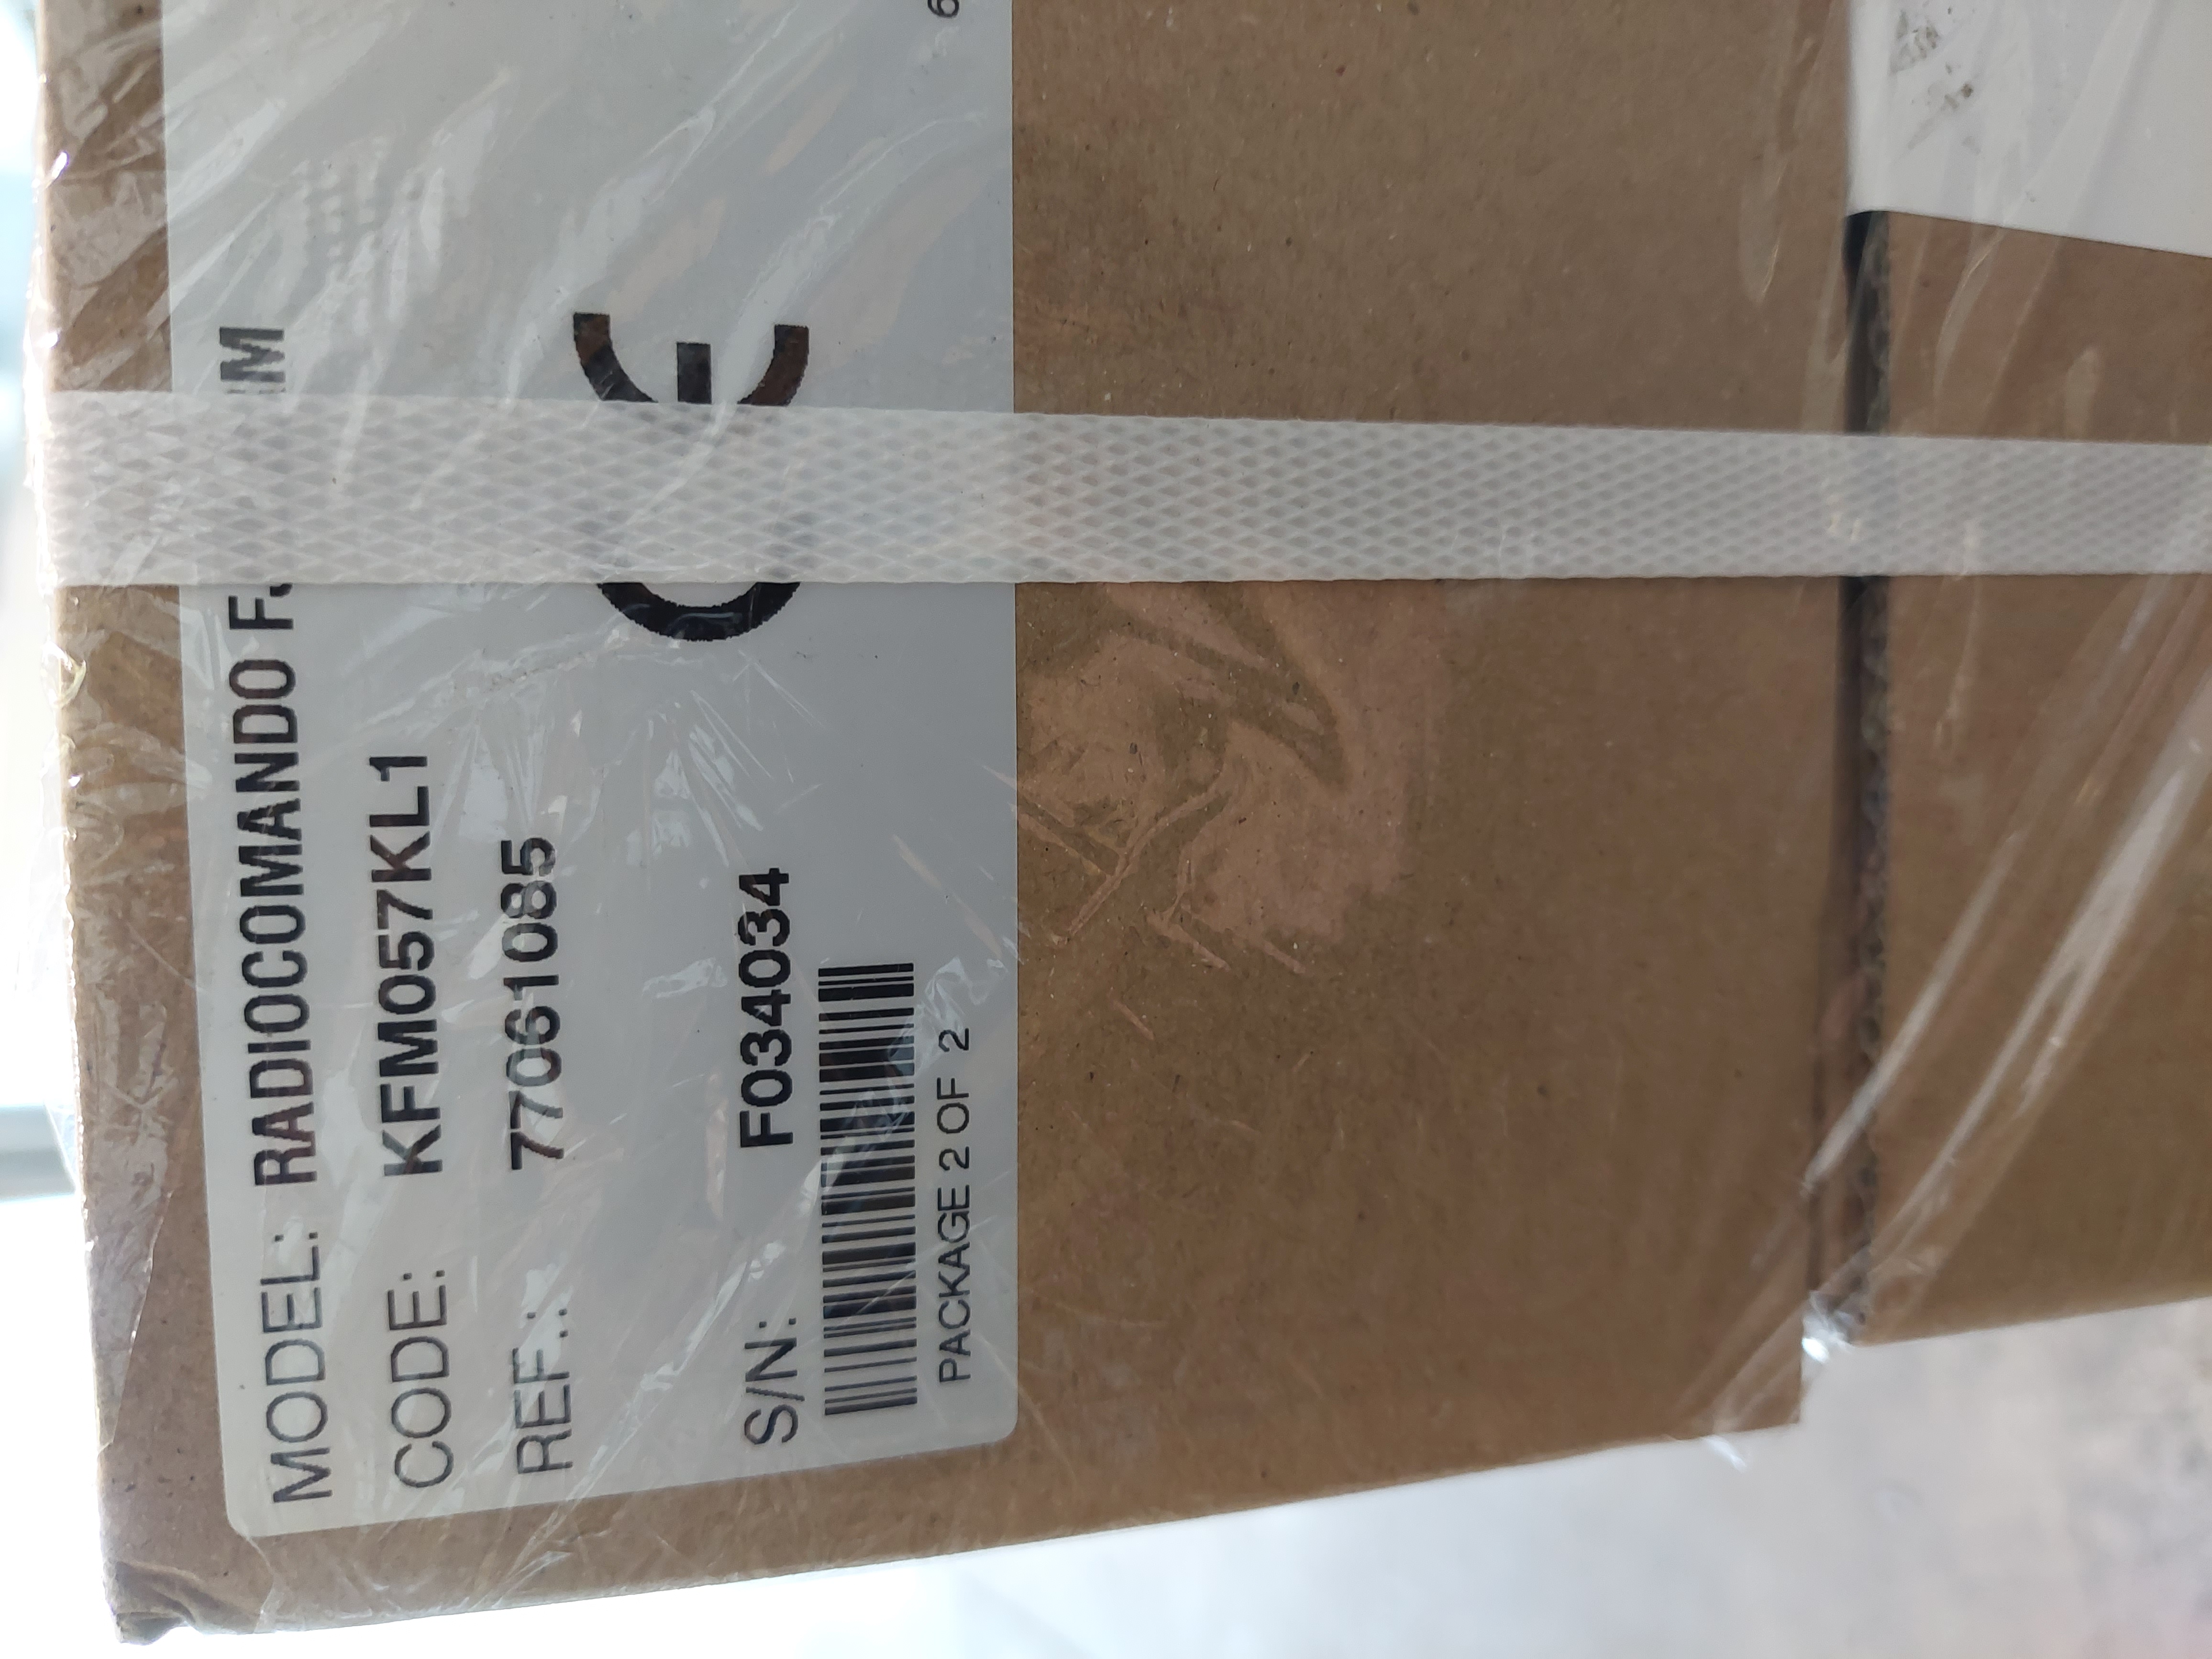 MODEL: RADIOCOMANDO
CODE: KFM057KL1
REF.: 77061085
S/N: F034034
PACKAGE 2 OF 2
CE